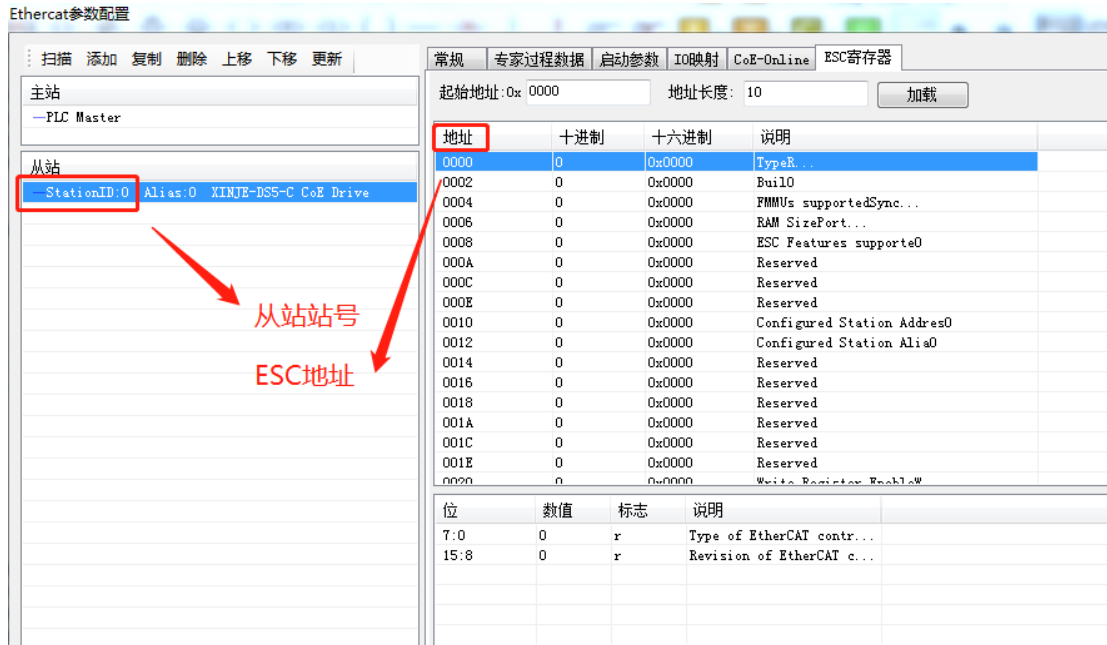 Ethercat参数配置
扫描 添加 复制 删除 上移 下移 更新
主站
PLC Master
从站
StationID:0 Alias:0 XINJE-DS5-C CoE Drive
从站站号
ESC地址
常规 专家过程数据 启动参数 IO映射 CoE-Online ESC寄存器
起始地址:0x 0000 地址长度: 10 加载
地址 十进制 十六进制 说明
0000 0 0x0000 TypeR...
0002 0 0x0000 Buil0
0004 0 0x0000 FMMUs supportedSync...
0006 0 0x0000 RAM SizePort...
0008 0 0x0000 ESC Features supporte0
000A 0 0x0000 Reserved
000C 0 0x0000 Reserved
000E 0 0x0000 Reserved
0010 0 0x0000 Configured Station Addres0
0012 0 0x0000 Configured Station Alia0
0014 0 0x0000 Reserved
0016 0 0x0000 Reserved
0018 0 0x0000 Reserved
001A 0 0x0000 Reserved
001C 0 0x0000 Reserved
001E 0 0x0000 Reserved
0020 0 0x0000 Write Register EnableW
位 数值 标志 说明
7:0 0 r Type of EtherCAT contr...
15:8 0 r Revision of EtherCAT c...